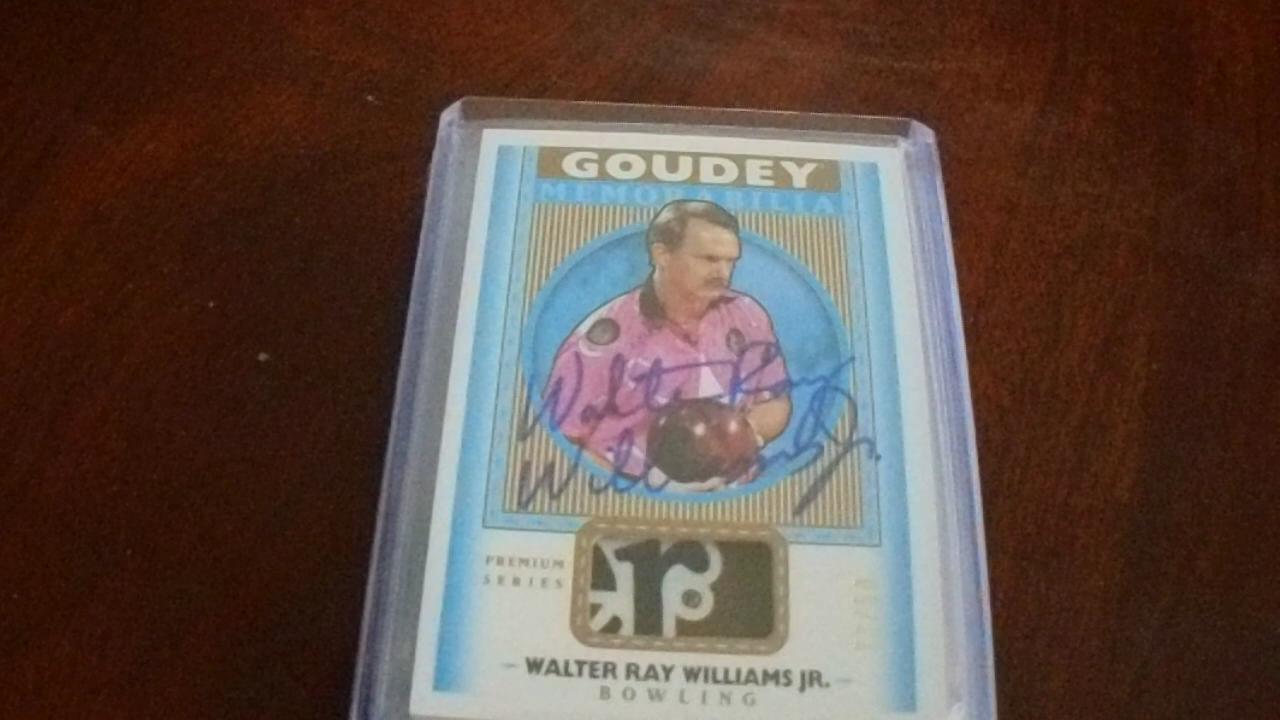 GOUDEY
MEMORABILIA
Walter Ray
Williams Jr.
PREMIUM
SERIES
r
WALTER RAY WILLIAMS JR.
BOWLING